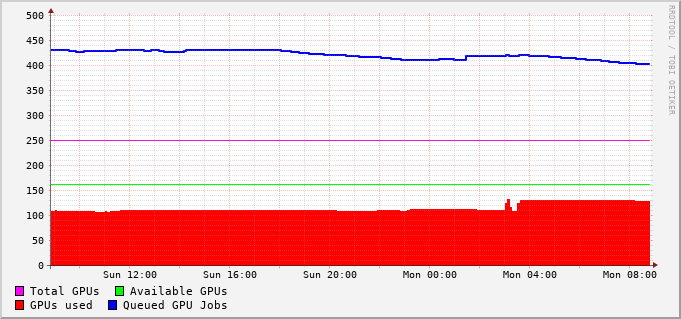 RRDTOOL / TOBI OETIKER
500
450
400
350
300
250
200
150
100
50
0
Sun 12:00 Sun 16:00 Sun 20:00 Mon 00:00 Mon 04:00 Mon 08:00
Total GPUs Available GPUs
GPUs used Queued GPU Jobs